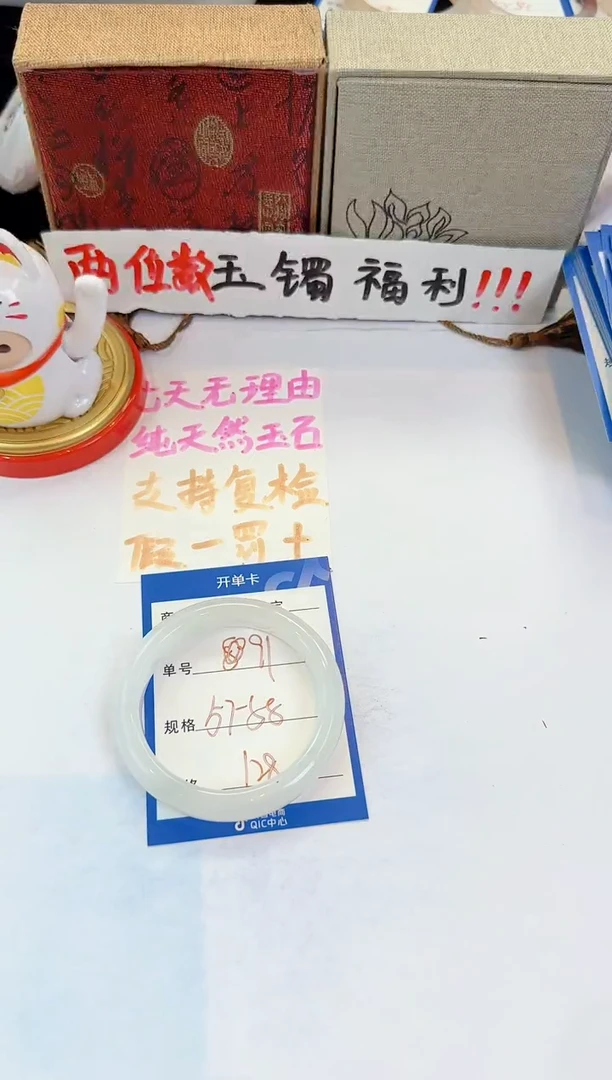 两位数玉镯福利!!!
七天无理由
纯天然玉石
支持复检
假一罚十
开单卡
单号 891
规格 57-58
128
QIC中心